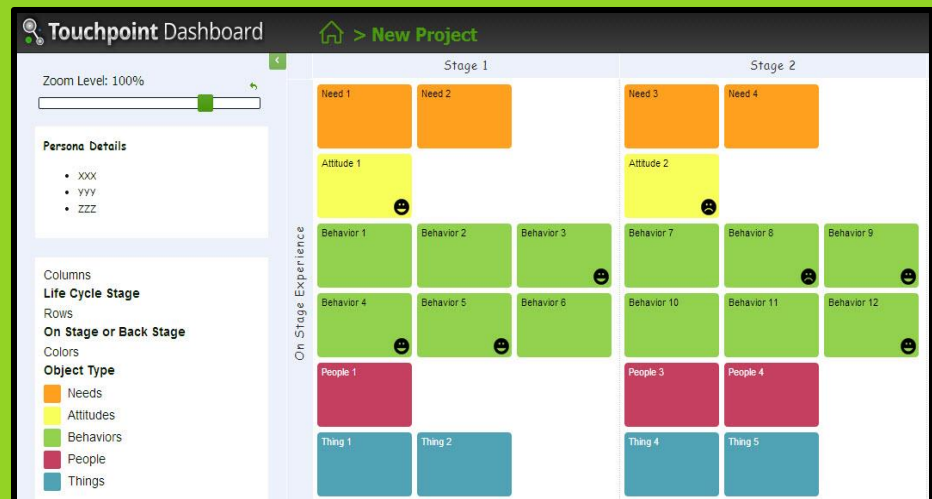 Touchpoint Dashboard
> New Project
Zoom Level: 100%
Persona Details
• XXX
• YYY
• ZZZ
Columns
Life Cycle Stage
Rows
On Stage or Back Stage
Colors
Object Type
Needs
Attitudes
Behaviors
People
Things
Stage 1 Stage 2
On Stage Experience
Need 1 Need 2 Need 3 Need 4
Attitude 1 Attitude 2
Behavior 1 Behavior 2 Behavior 3 Behavior 7 Behavior 8 Behavior 9
Behavior 4 Behavior 5 Behavior 6 Behavior 10 Behavior 11 Behavior 12
People 1 People 3 People 4
Thing 1 Thing 2 Thing 4 Thing 5